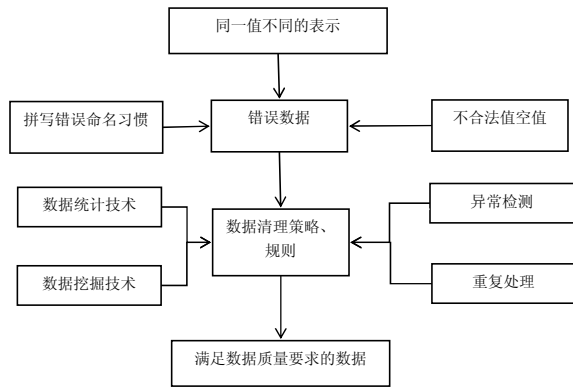 同一值不同的表示
拼写错误命名习惯
错误数据
不合法值空值
数据统计技术
数据清理策略、
规则
异常检测
数据挖掘技术
重复处理
满足数据质量要求的数据